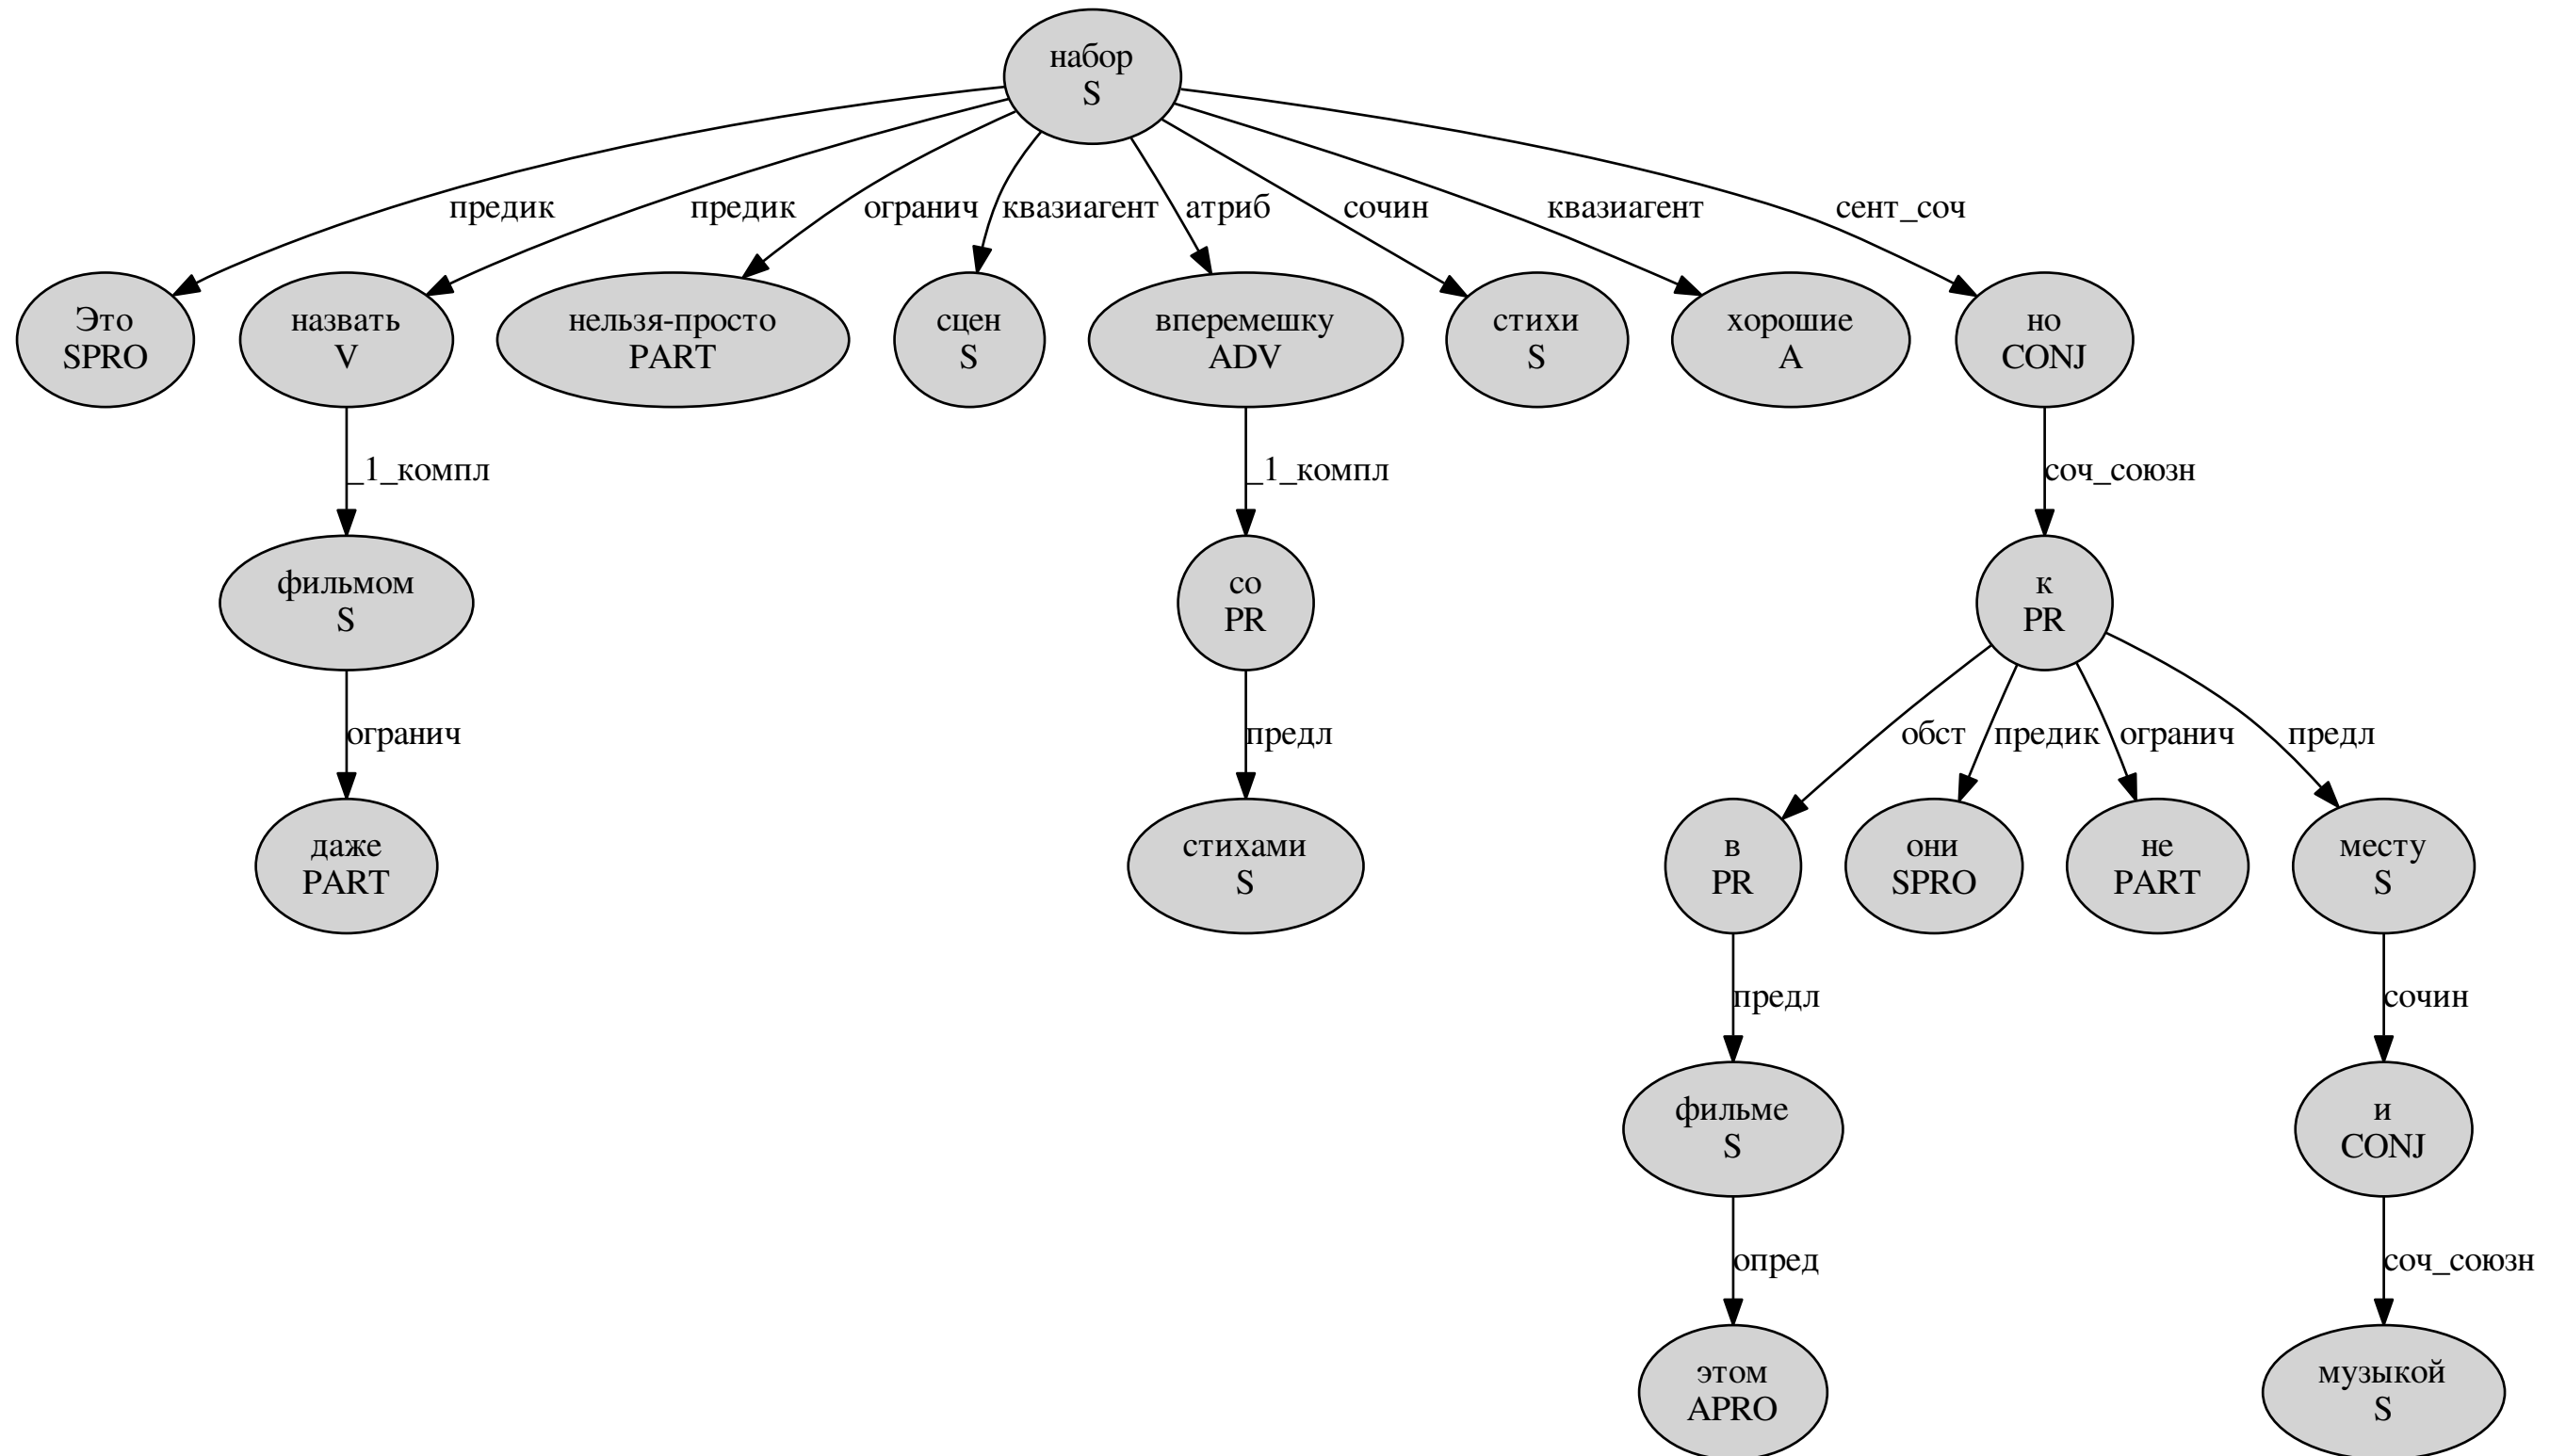 набор
S
предик
предик
огранич
квазиагент
атриб
сочин
квазиагент
сент_соч
Это
SPRO
назвать
V
нельзя-просто
PART
сцен
S
вперемешку
ADV
стихи
S
хорошие
A
но
CONJ
_1_компл
_1_компл
соч_союзн
фильмом
S
со
PR
к
PR
огранич
предл
обст
предик
огранич
предл
даже
PART
стихами
S
в
PR
они
SPRO
не
PART
месту
S
предл
сочин
фильме
S
и
CONJ
опред
соч_союзн
этом
APRO
музыкой
S